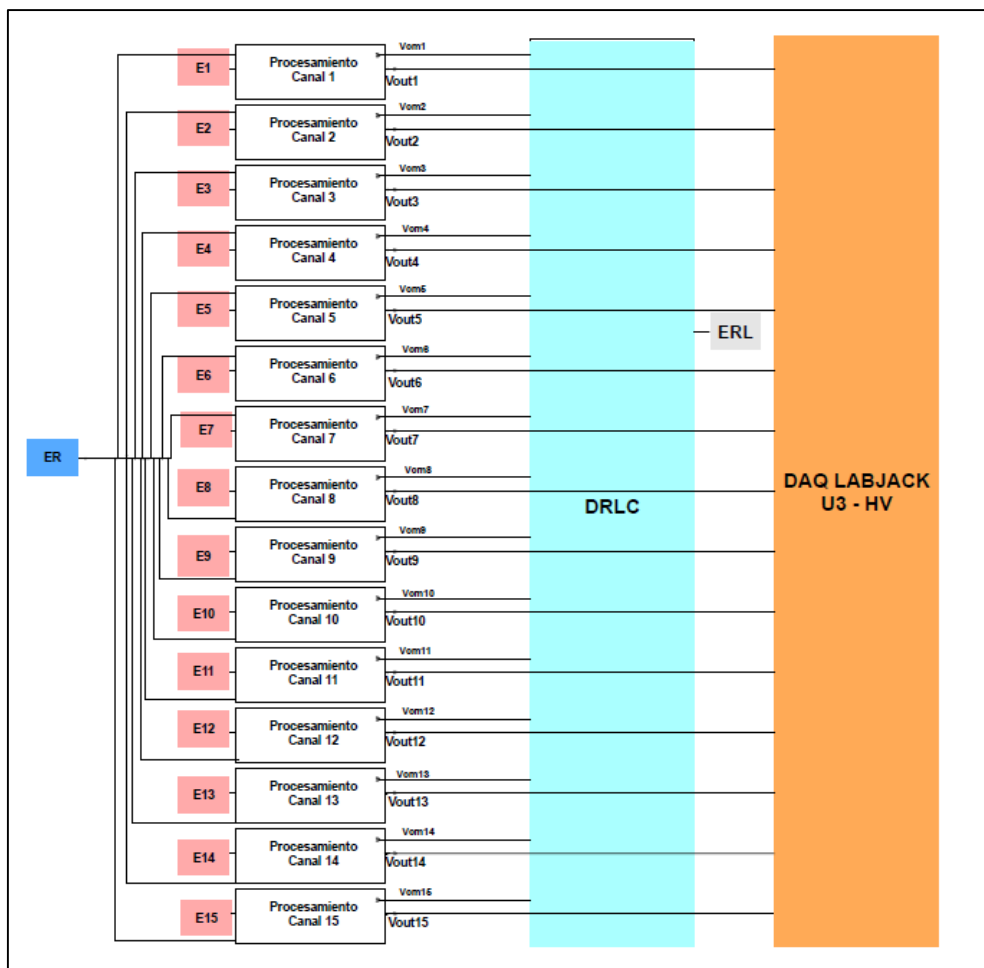 Vom1
E1
Procesamiento
Canal 1
Vout1
Vom2
E2
Procesamiento
Canal 2
Vout2
Vom3
E3
Procesamiento
Canal 3
Vout3
Vom4
E4
Procesamiento
Canal 4
Vout4
Vom5
E5
Procesamiento
Canal 5
Vout5
ERL
Vom6
E6
Procesamiento
Canal 6
Vout6
Vom7
E7
Procesamiento
Canal 7
Vout7
ER
Vom8
E8
Procesamiento
Canal 8
Vout8
DRLC
DAQ LABJACK
U3 - HV
Vom9
E9
Procesamiento
Canal 9
Vout9
Vom10
E10
Procesamiento
Canal 10
Vout10
Vom11
E11
Procesamiento
Canal 11
Vout11
Vom12
E12
Procesamiento
Canal 12
Vout12
Vom13
E13
Procesamiento
Canal 13
Vout13
Vom14
E14
Procesamiento
Canal 14
Vout14
Vom15
E15
Procesamiento
Canal 15
Vout15